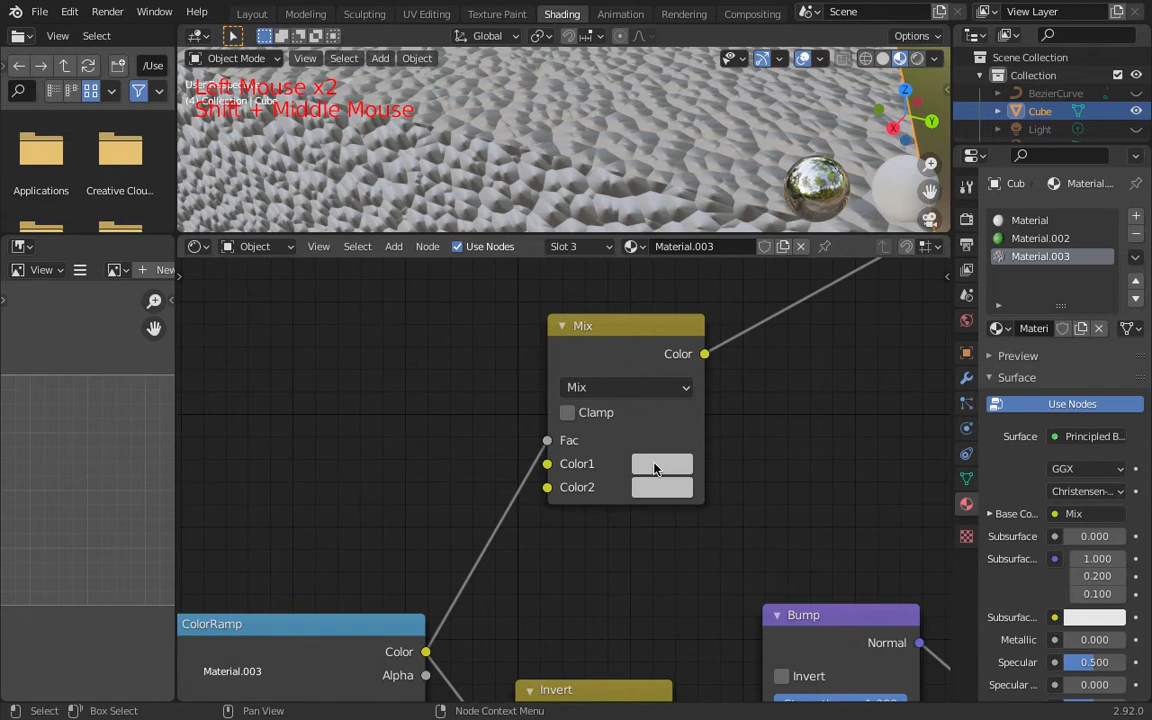 File Edit Render Window Help Layout Modeling Sculpting UV Editing Texture Paint Shading Animation Rendering Compositing Scene View Layer
View Select Global Options
/Use Object Mode View Select Add Object Scene Collection
Left Mouse x2
Collection
(4) Collection | Cube
BezierCurve
Shift + Middle Mouse
Cube
Light
X Y Z
Applications Creative Clou...
Cub Material....
Material
Material.002
Material.003
Object View Select Add Node Use Nodes Slot 3 Material.003
View New
Materi
Preview
Surface
Use Nodes
Surface Principled B...
GGX
Christensen-...
Base Co... Mix
Subsurface 0.000
Subsurfac... 1.000
0.200
0.100
Subsurfac...
Metallic 0.000
Specular 0.500
Specular ... 0.000
Mix
Color
Mix
Clamp
Fac
Color1
Color2
ColorRamp
Color
Material.003
Alpha
Invert
Bump
Normal
Invert
Strength
Select Box Select Pan View Node Context Menu 2.92.0